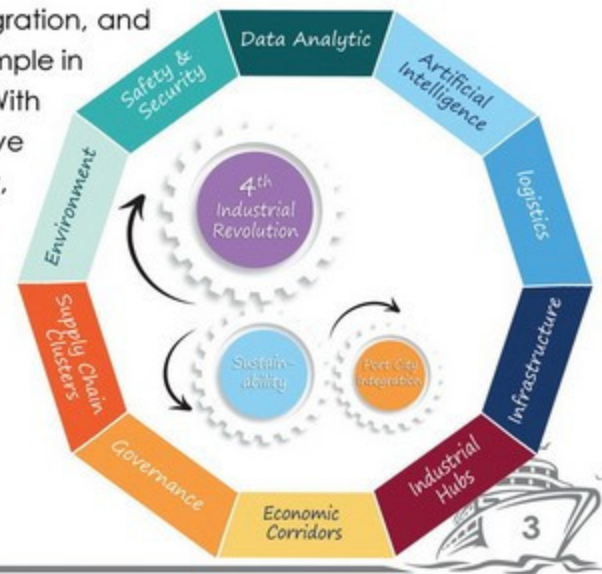 gration, and
mple in
With
ve
,
Data Analytic
Artificial
Intelligence
logistics
Infrastructure
Industrial
Hubs
Economic
Corridors
Governance
Supply Chain
Clusters
Environment
Safety &
Security
4th
Industrial
Revolution
Sustain-
ability
Port City
Integration
3